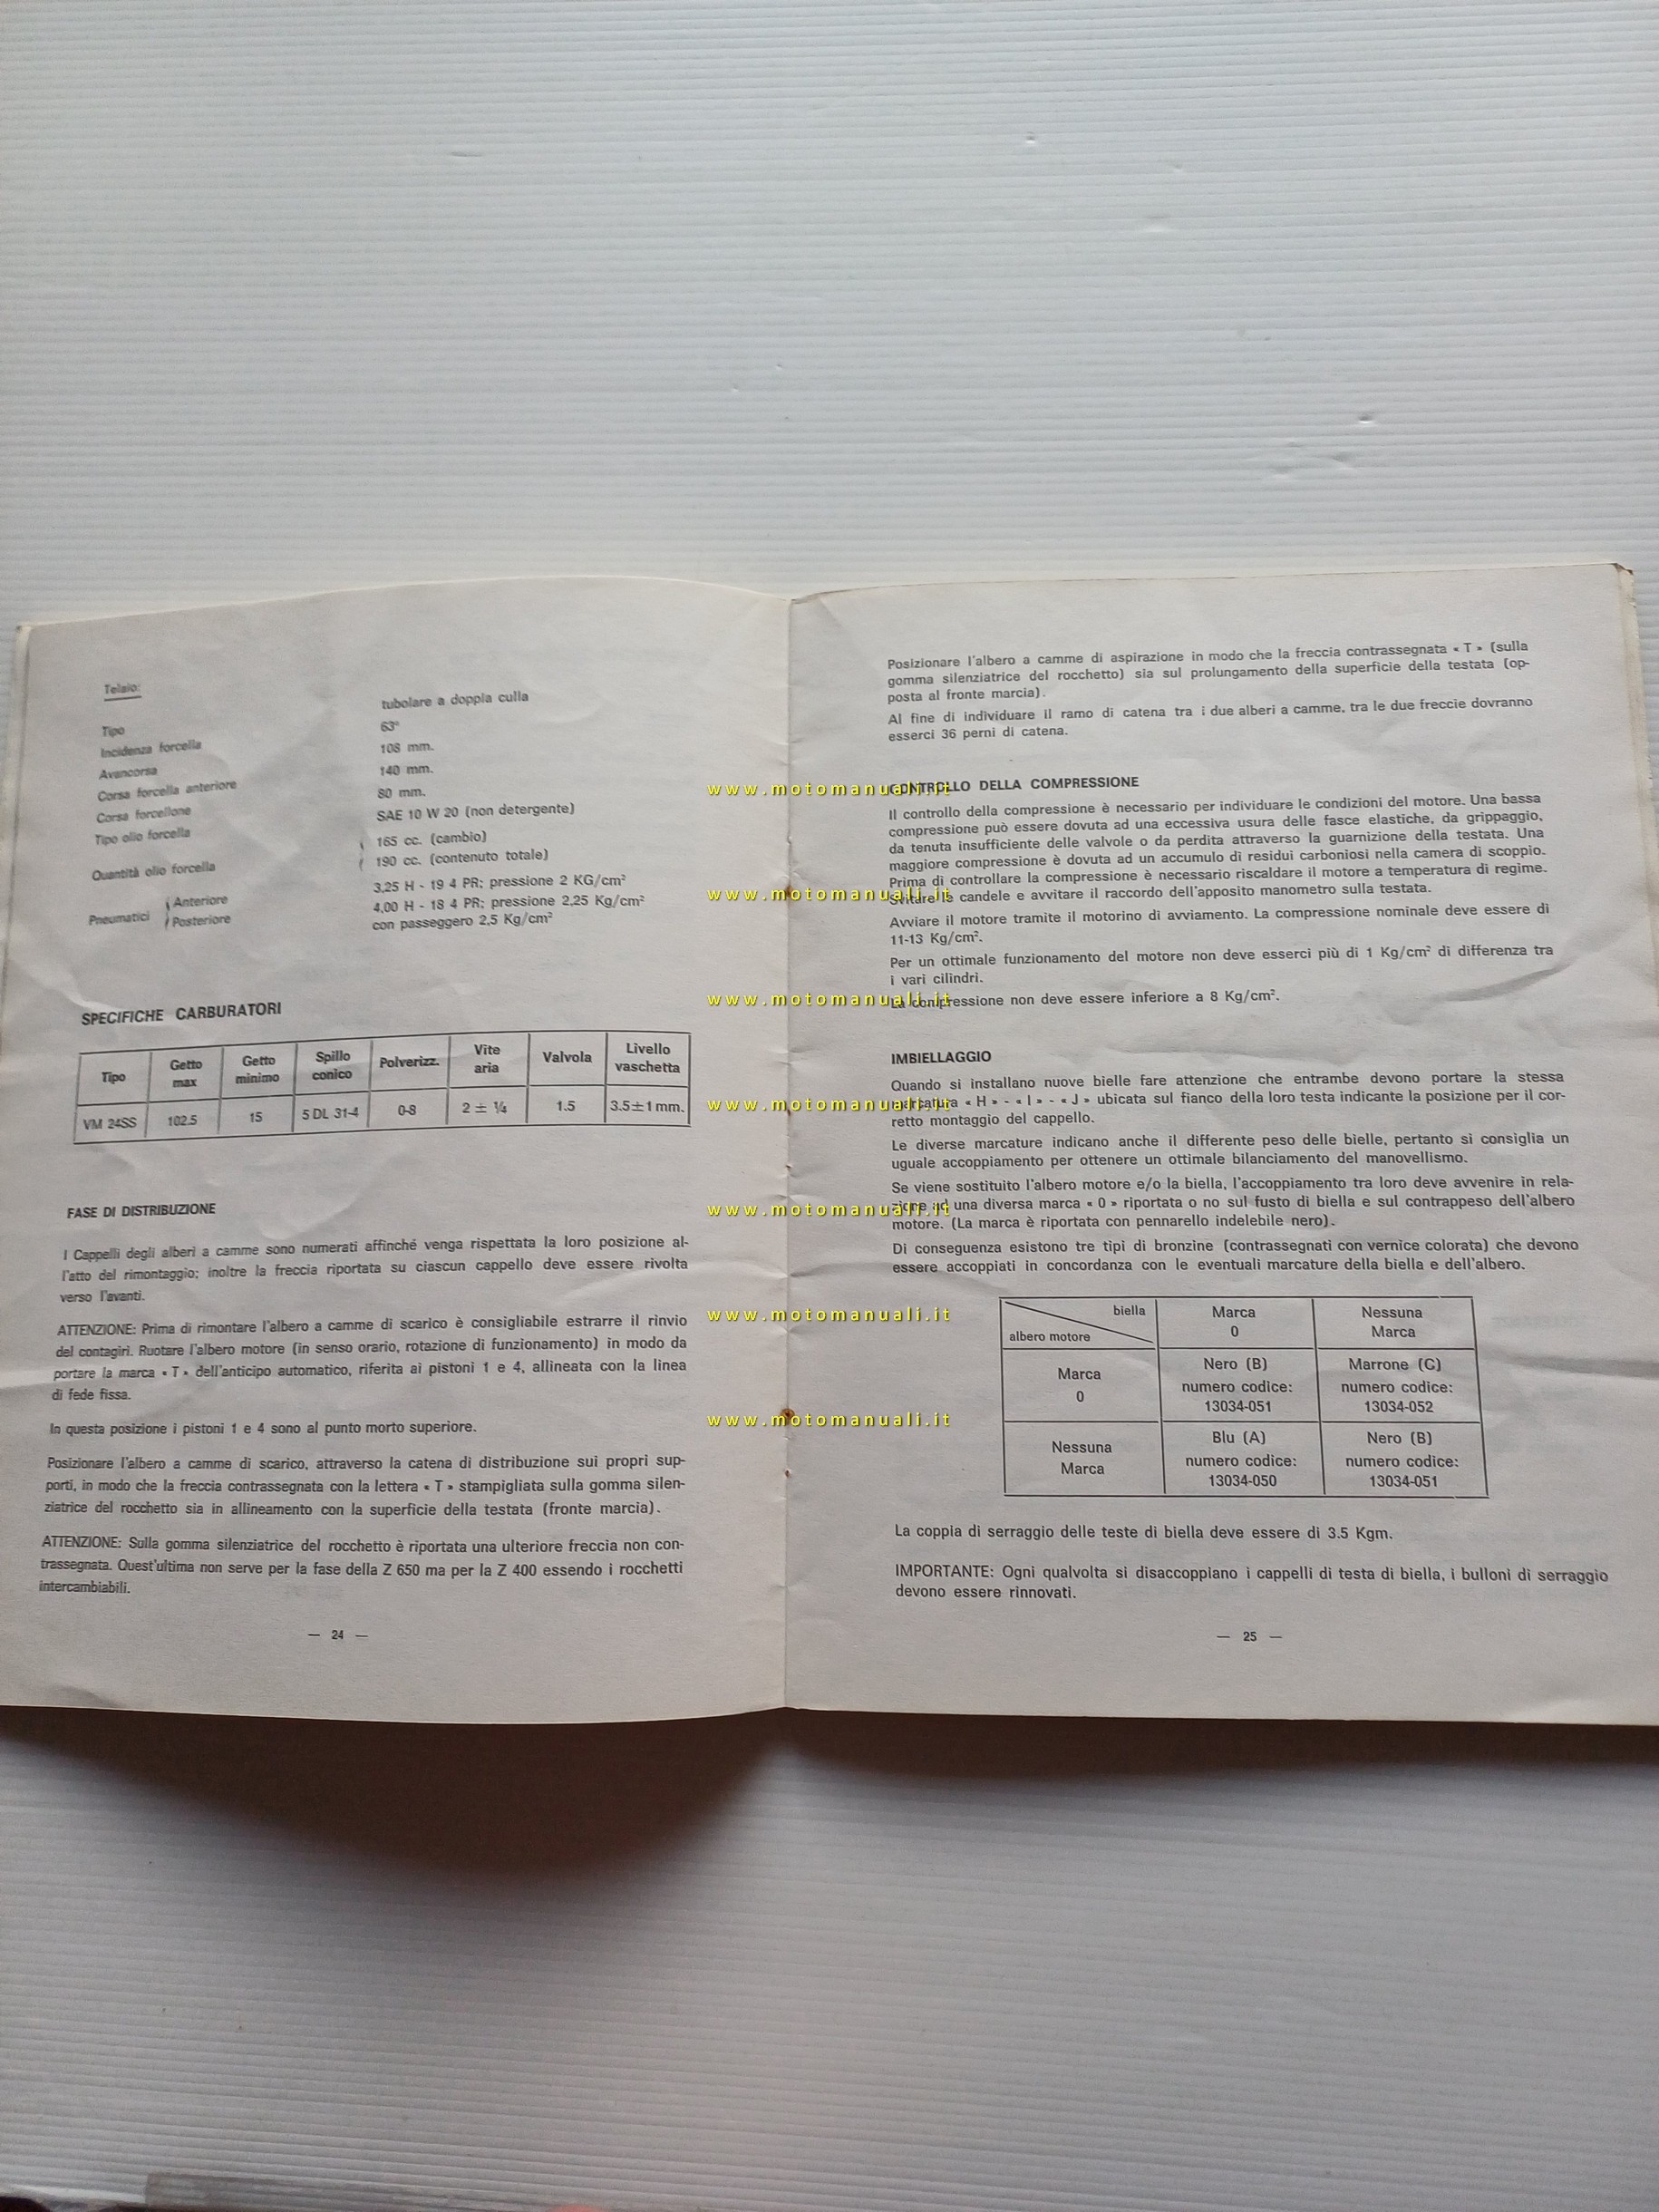 Telaio:
Tipo tubolare a doppia culla
Incidenza forcella 63°
Avancorsa 108 mm.
Corsa forcella anteriore 140 mm.
Corsa forcellone 80 mm.
Tipo olio forcella SAE 10 W 20 (non detergente)
Quantità olio forcella 165 cc. (cambio)
190 cc. (contenuto totale)
Pneumatici Anteriore 3,25 H - 19 4 PR; pressione 2 KG/cm²
Posteriore 4,00 H - 18 4 PR; pressione 2,25 Kg/cm²
con passeggero 2,5 Kg/cm²
SPECIFICHE CARBURATORI
Tipo Getto max Getto minimo Spillo conico Polverizz. Vite aria Valvola Livello vaschetta
VM 24SS 102.5 15 5 DL 31-4 0-8 2 ± ¼ 1.5 3.5±1 mm.
FASE DI DISTRIBUZIONE
I Cappelli degli alberi a camme sono numerati affinché venga rispettata la loro posizione al-
l'atto del rimontaggio; inoltre la freccia riportata su ciascun cappello deve essere rivolta
verso l'avanti.
ATTENZIONE: Prima di rimontare l'albero a camme di scarico è consigliabile estrarre il rinvio
del contagiri. Ruotare l'albero motore (in senso orario, rotazione di funzionamento) in modo da
portare la marca « T » dell'anticipo automatico, riferita ai pistoni 1 e 4, allineata con la linea
di fede fissa.
In questa posizione i pistoni 1 e 4 sono al punto morto superiore.
Posizionare l'albero a camme di scarico, attraverso la catena di distribuzione sui propri sup-
porti, in modo che la freccia contrassegnata con la lettera « T » stampigliata sulla gomma silen-
ziatrice del rocchetto sia in allineamento con la superficie della testata (fronte marcia).
ATTENZIONE: Sulla gomma silenziatrice del rocchetto è riportata una ulteriore freccia non con-
trassegnata. Quest'ultima non serve per la fase della Z 650 ma per la Z 400 essendo i rocchetti
intercambiabili.
— 24 —
Posizionare l'albero a camme di aspirazione in modo che la freccia contrassegnata « T » (sulla
gomma silenziatrice del rocchetto) sia sul prolungamento della superficie della testata (op-
posta al fronte marcia).
Al fine di individuare il ramo di catena tra i due alberi a camme, tra le due freccie dovranno
esserci 36 perni di catena.
CONTROLLO DELLA COMPRESSIONE
Il controllo della compressione è necessario per individuare le condizioni del motore. Una bassa
compressione può essere dovuta ad una eccessiva usura delle fasce elastiche, da grippaggio,
da tenuta insufficiente delle valvole o da perdita attraverso la guarnizione della testata. Una
maggiore compressione è dovuta ad un accumulo di residui carboniosi nella camera di scoppio.
Prima di controllare la compressione è necessario riscaldare il motore a temperatura di regime.
Svitare le candele e avvitare il raccordo dell'apposito manometro sulla testata.
Avviare il motore tramite il motorino di avviamento. La compressione nominale deve essere di
11-13 Kg/cm².
Per un ottimale funzionamento del motore non deve esserci più di 1 Kg/cm² di differenza tra
i vari cilindri.
La compressione non deve essere inferiore a 8 Kg/cm².
IMBIELLAGGIO
Quando si installano nuove bielle fare attenzione che entrambe devono portare la stessa
marcatura « H » - « I » - « J » ubicata sul fianco della loro testa indicante la posizione per il cor-
retto montaggio del cappello.
Le diverse marcature indicano anche il differente peso delle bielle, pertanto si consiglia un
uguale accoppiamento per ottenere un ottimale bilanciamento del manovellismo.
Se viene sostituito l'albero motore e/o la biella, l'accoppiamento tra loro deve avvenire in rela-
zione ad una diversa marca « 0 » riportata o no sul fusto di biella e sul contrappeso dell'albero
motore. (La marca è riportata con pennarello indelebile nero).
Di conseguenza esistono tre tipi di bronzine (contrassegnati con vernice colorata) che devono
essere accoppiati in concordanza con le eventuali marcature della biella e dell'albero.
biella Marca Nessuna
albero motore 0 Marca
Marca Nero (B) Marrone (C)
0 numero codice: numero codice:
13034-051 13034-052
Nessuna Blu (A) Nero (B)
Marca numero codice: numero codice:
13034-050 13034-051
La coppia di serraggio delle teste di biella deve essere di 3.5 Kgm.
IMPORTANTE: Ogni qualvolta si disaccoppiano i cappelli di testa di biella, i bulloni di serraggio
devono essere rinnovati.
— 25 —
www.motomanuali.it
www.motomanuali.it
www.motomanuali.it
www.motomanuali.it
www.motomanuali.it
www.motomanuali.it
www.motomanuali.it